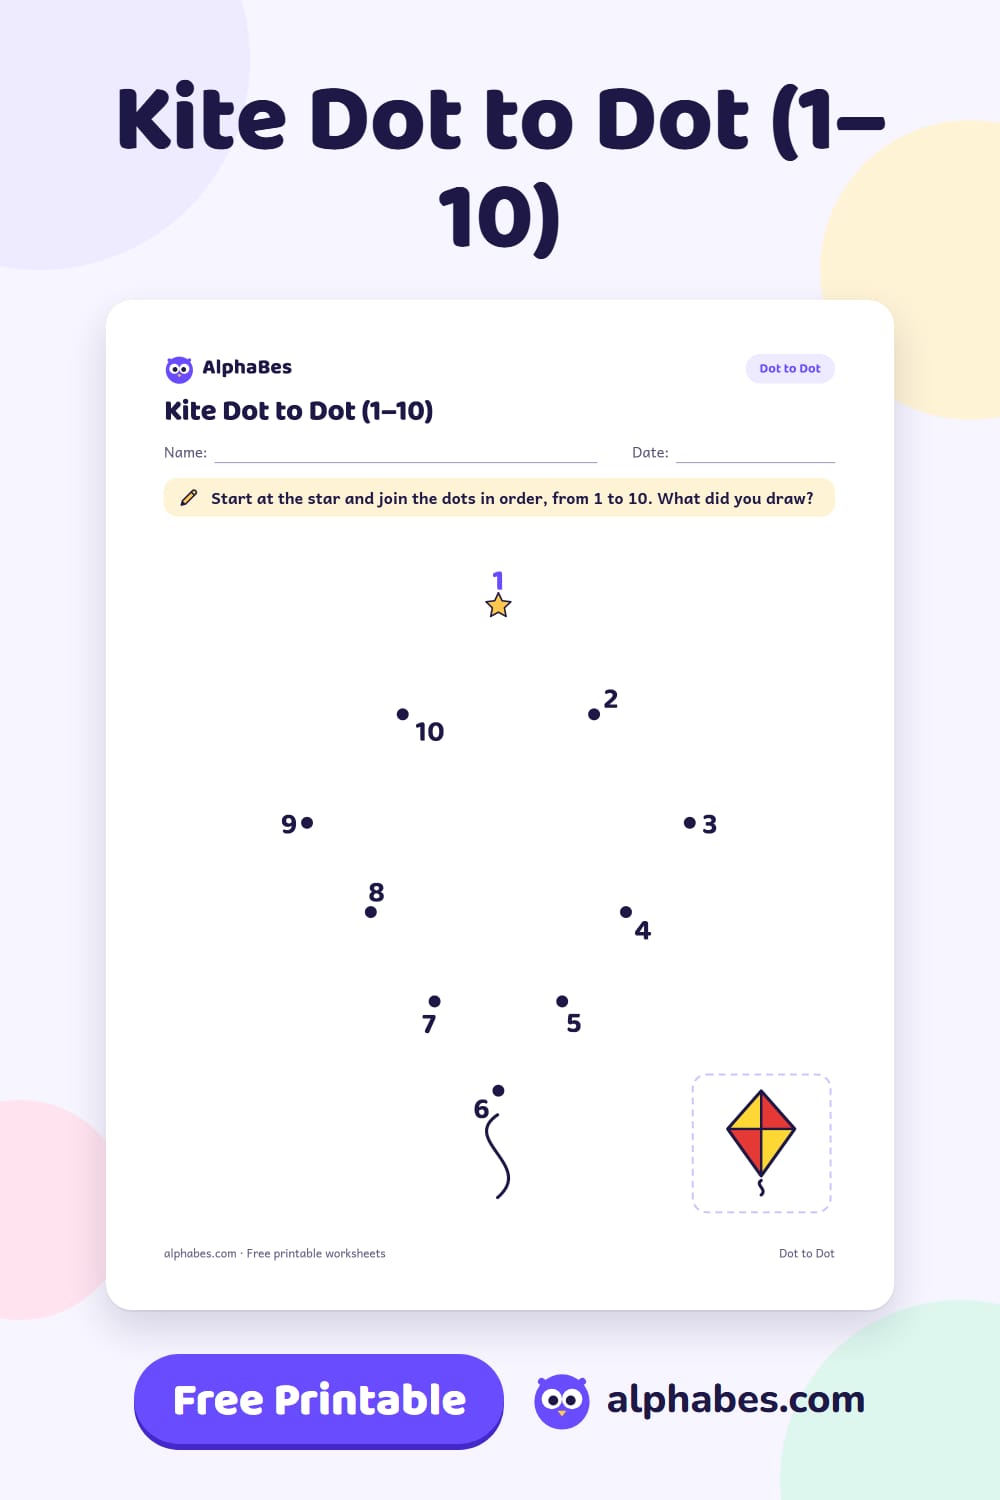 Kite Dot to Dot (1–
10)
AlphaBes
Dot to Dot
Kite Dot to Dot (1–10)
Name:
Date:
Start at the star and join the dots in order, from 1 to 10. What did you draw?
1
2
10
9
3
8
4
7
5
6
alphabes.com · Free printable worksheets
Dot to Dot
Free Printable
alphabes.com